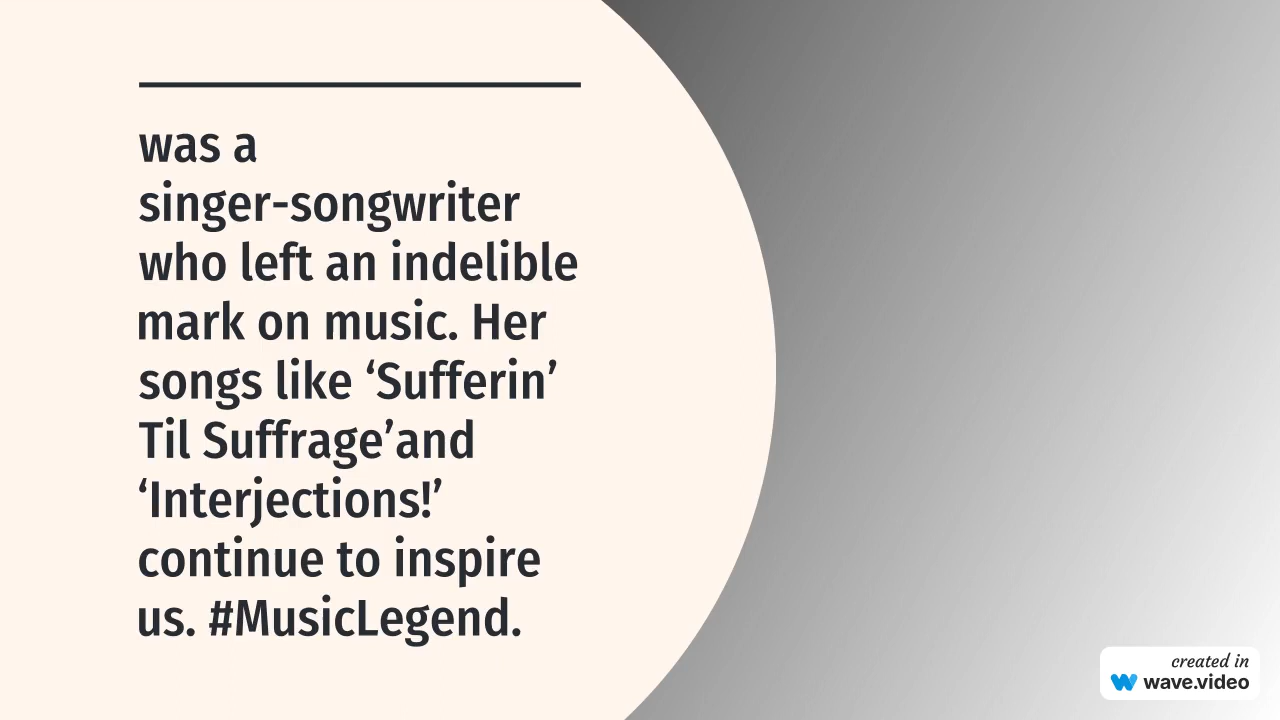 was a
singer-songwriter
who left an indelible
mark on music. Her
songs like ‘Sufferin’
Til Suffrage’and
‘Interjections!’
continue to inspire
us. #MusicLegend.
created in
wave.video